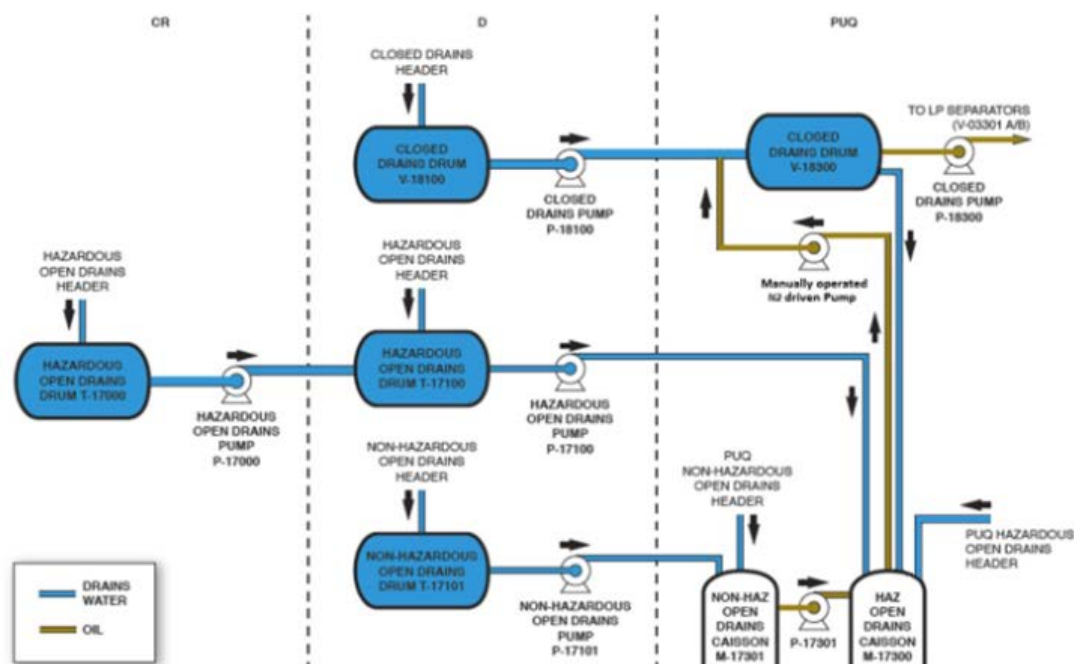 CR
D
PUQ
CLOSED DRAINS
HEADER
CLOSED
DRAINS DRUM
V-18100
CLOSED
DRAINS PUMP
P-18100
CLOSED
DRAINS DRUM
V-18300
TO LP SEPARATORS
(V-03301 A/B)
CLOSED
DRAINS PUMP
P-18300
Manually operated
N2 driven Pump
HAZARDOUS
OPEN DRAINS
HEADER
HAZARDOUS
OPEN DRAINS
DRUM T-17000
HAZARDOUS
OPEN DRAINS
PUMP
P-17000
HAZARDOUS
OPEN DRAINS
HEADER
HAZARDOUS
OPEN DRAINS
DRUM T-17100
HAZARDOUS
OPEN DRAINS
PUMP
P-17100
NON-HAZARDOUS
OPEN DRAINS
HEADER
NON-HAZARDOUS
OPEN DRAINS
DRUM T-17101
NON-HAZARDOUS
OPEN DRAINS
PUMP
P-17101
PUQ
NON-HAZARDOUS
OPEN DRAINS
HEADER
NON-HAZ
OPEN
DRAINS
CAISSON
M-17301
P-17301
HAZ
OPEN
DRAINS
CAISSON
M-17300
PUQ HAZARDOUS
OPEN DRAINS
HEADER
DRAINS
WATER
OIL